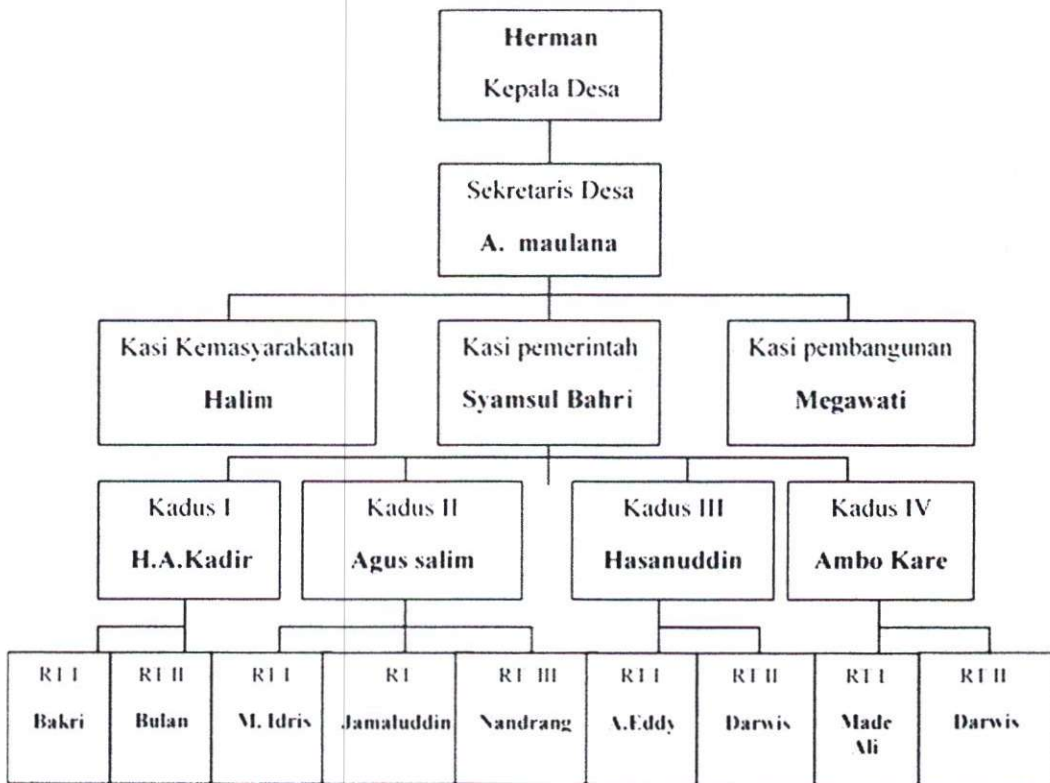 Herman
Kepala Desa
Sekretaris Desa
A. maulana
Kasi Kemasyarakatan
Halim
Kasi pemerintah
Syamsul Bahri
Kasi pembangunan
Megawati
Kadus I
H.A.Kadir
Kadus II
Agus salim
Kadus III
Hasanuddin
Kadus IV
Ambo Kare
RT I
Bakri
RT II
Bulan
RT I
M. Idris
RT
Jamaluddin
RT III
Nandrang
RT I
A.Eddy
RT II
Darwis
RT I
Made
Ali
RT II
Darwis